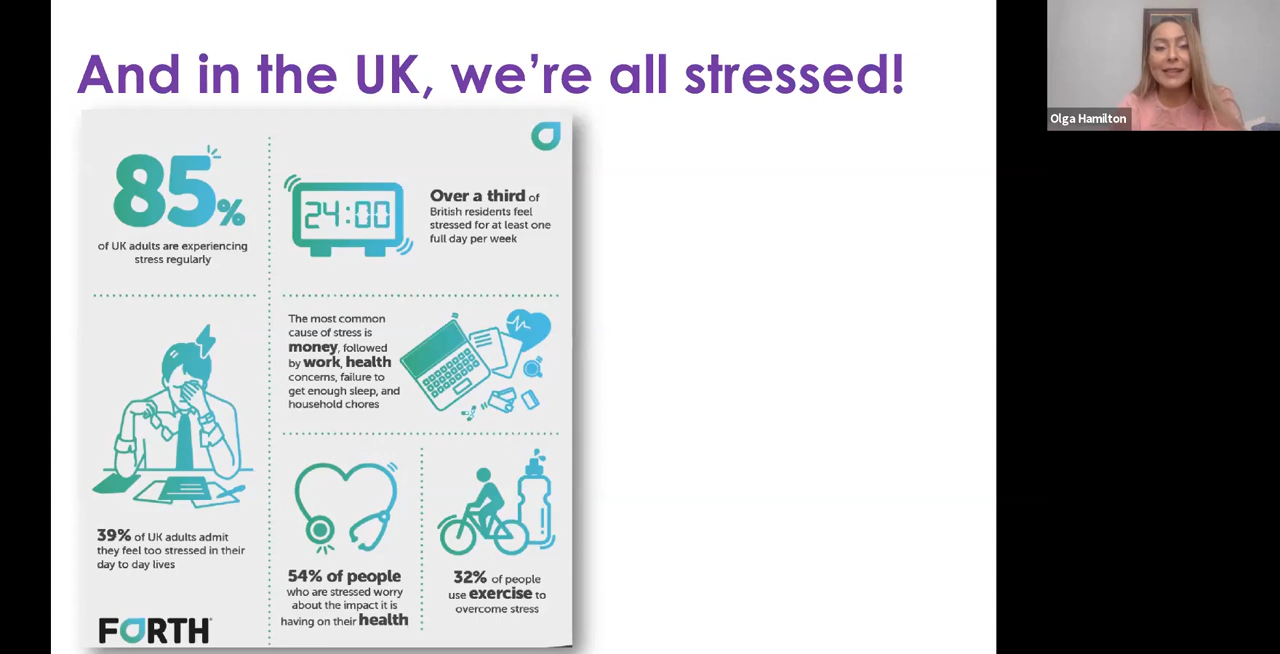 And in the UK, we're all stressed!
Olga Hamilton
85%
of UK adults are experiencing
stress regularly
24:00
Over a third of
British residents feel
stressed for at least one
full day per week
The most common
cause of stress is
money, followed
by work, health
concerns, failure to
get enough sleep, and
household chores
39% of UK adults admit
they feel too stressed in their
day to day lives
54% of people
who are stressed worry
about the impact it is
having on their health
32% of people
use exercise to
overcome stress
FORTH